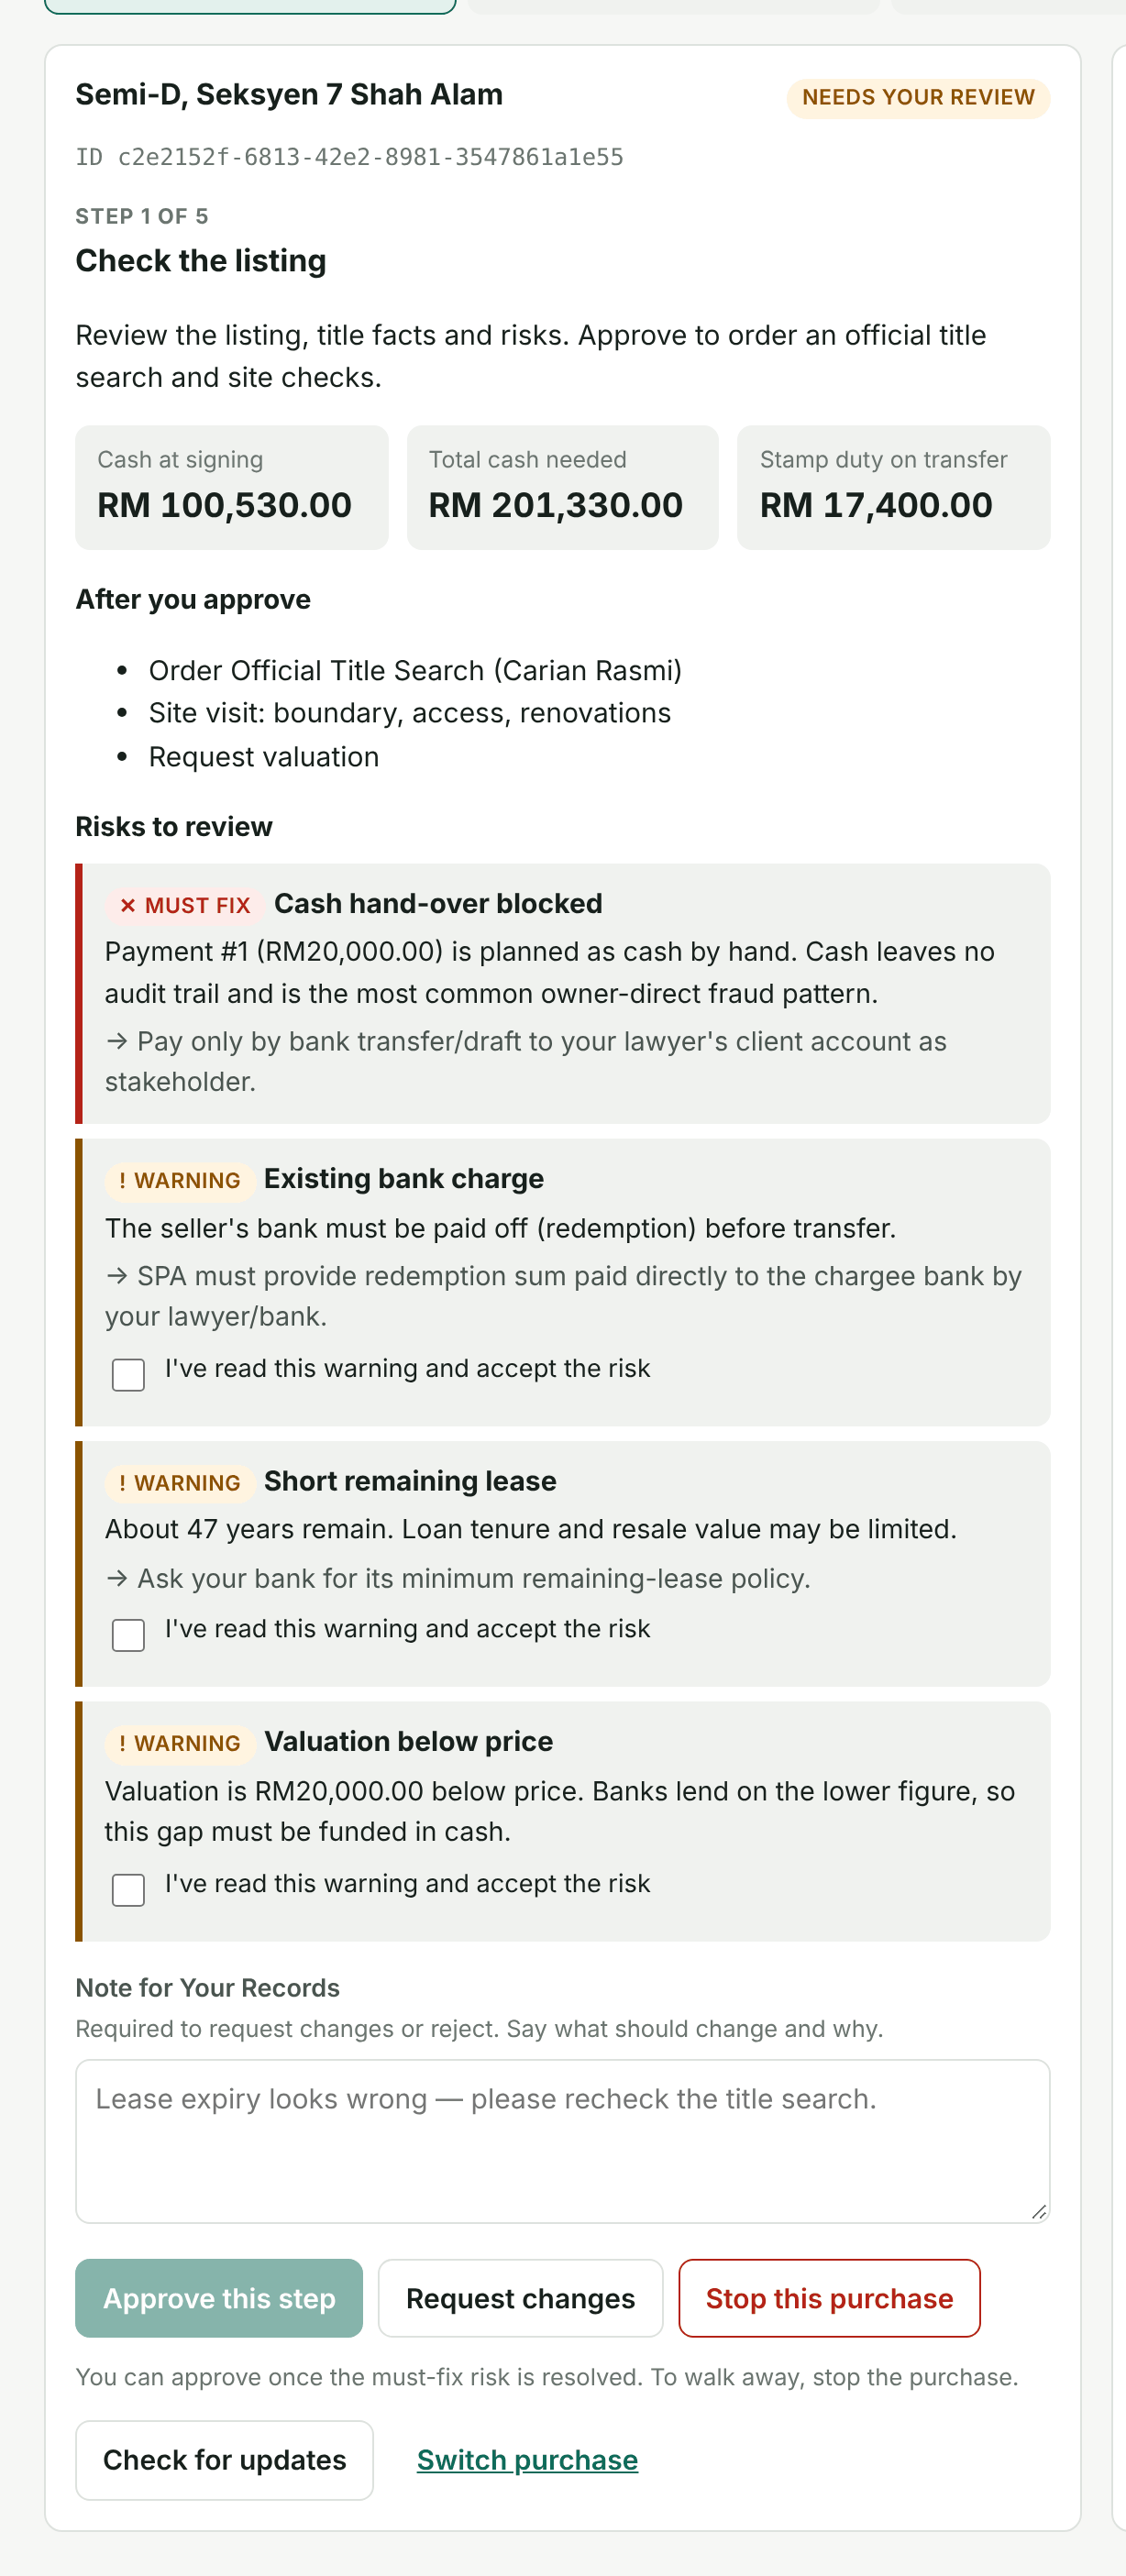 Semi-D, Seksyen 7 Shah Alam
NEEDS YOUR REVIEW
ID c2e2152f-6813-42e2-8981-3547861a1e55
STEP 1 OF 5
Check the listing
Review the listing, title facts and risks. Approve to order an official title
search and site checks.
Cash at signing
RM 100,530.00
Total cash needed
RM 201,330.00
Stamp duty on transfer
RM 17,400.00
After you approve
• Order Official Title Search (Carian Rasmi)
• Site visit: boundary, access, renovations
• Request valuation
Risks to review
× MUST FIX Cash hand-over blocked
Payment #1 (RM20,000.00) is planned as cash by hand. Cash leaves no
audit trail and is the most common owner-direct fraud pattern.
→ Pay only by bank transfer/draft to your lawyer's client account as
stakeholder.
! WARNING Existing bank charge
The seller's bank must be paid off (redemption) before transfer.
→ SPA must provide redemption sum paid directly to the chargee bank by
your lawyer/bank.
I've read this warning and accept the risk
! WARNING Short remaining lease
About 47 years remain. Loan tenure and resale value may be limited.
→ Ask your bank for its minimum remaining-lease policy.
I've read this warning and accept the risk
! WARNING Valuation below price
Valuation is RM20,000.00 below price. Banks lend on the lower figure, so
this gap must be funded in cash.
I've read this warning and accept the risk
Note for Your Records
Required to request changes or reject. Say what should change and why.
Lease expiry looks wrong — please recheck the title search.
Approve this step
Request changes
Stop this purchase
You can approve once the must-fix risk is resolved. To walk away, stop the purchase.
Check for updates
Switch purchase